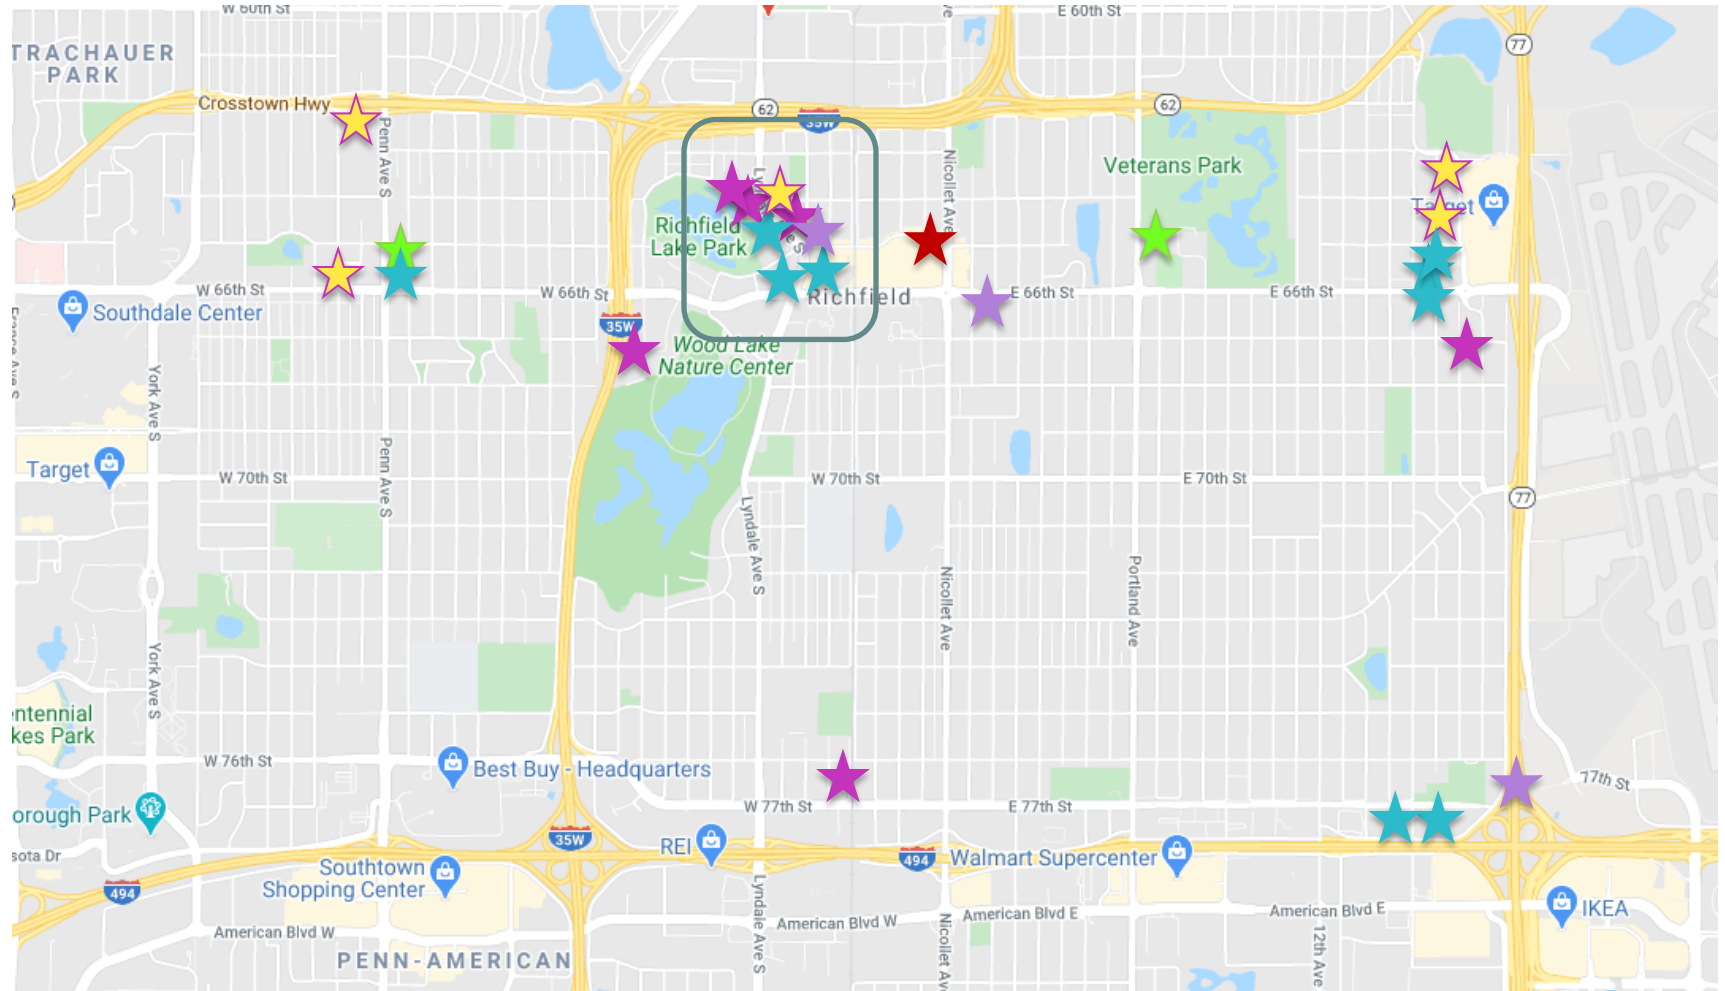 W 60th St
E 60th St
77
TRACHAUER
PARK
Crosstown Hwy
62
62
35W
Penn Ave S
Nicollet Ave
Veterans Park
Target
Richfield
Lake Park
W 66th St
W 66th St
Richfield
E 66th St
E 66th St
Southdale Center
35W
Wood Lake
Nature Center
York Ave S
Target
Penn Ave S
W 70th St
W 70th St
E 70th St
77
Lyndale Ave S
Nicollet Ave
Portland Ave
York Ave S
entennial
kes Park
W 76th St
Best Buy - Headquarters
77th St
orough Park
W 77th St
E 77th St
35W
REI
494
Walmart Supercenter
sota Dr
Southtown
Shopping Center
494
IKEA
American Blvd W
American Blvd W
American Blvd E
American Blvd E
Lyndale Ave S
Nicollet Av
12th Ave
PENN-AMERICAN